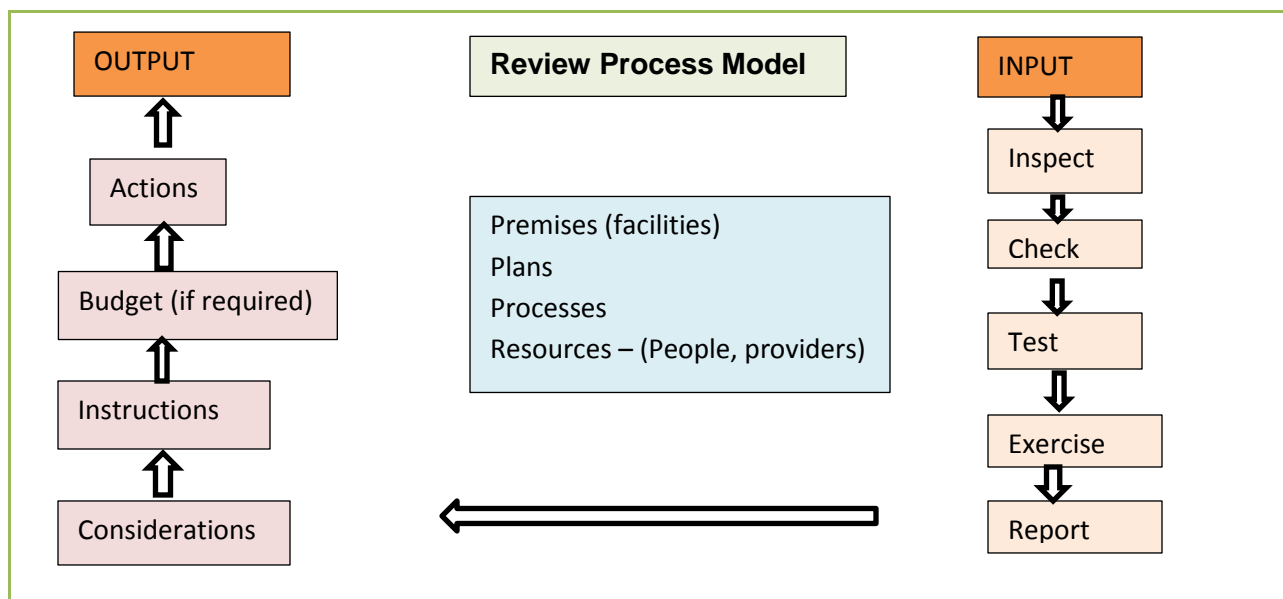 OUTPUT
Review Process Model
INPUT
Inspect
Actions
Check
Premises (facilities)
Plans
Processes
Resources – (People, providers)
Budget (if required)
Test
Instructions
Exercise
Considerations
Report